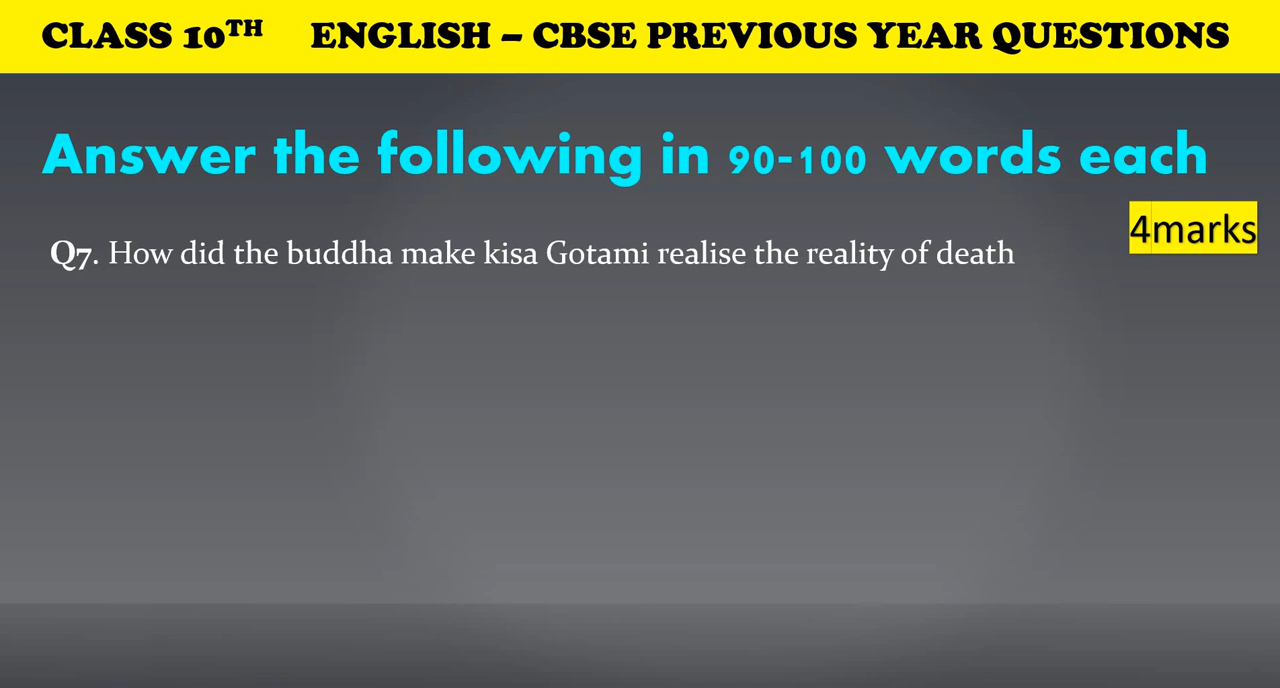 CLASS 10TH ENGLISH – CBSE PREVIOUS YEAR QUESTIONS
Answer the following in 90-100 words each
4marks
Q7. How did the buddha make kisa Gotami realise the reality of death